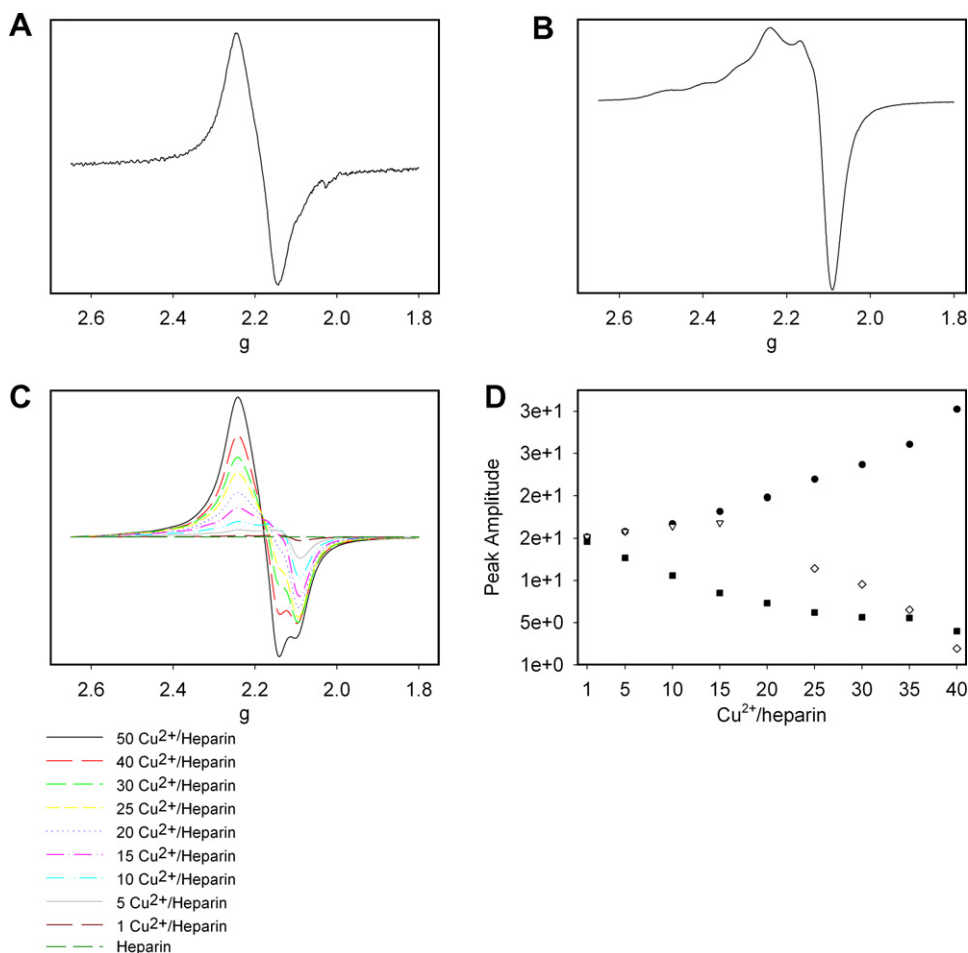 A
2.6 2.4 2.2 2.0 1.8
g
B
2.6 2.4 2.2 2.0 1.8
g
C
2.6 2.4 2.2 2.0 1.8
g
50 Cu2+/Heparin
40 Cu2+/Heparin
30 Cu2+/Heparin
25 Cu2+/Heparin
20 Cu2+/Heparin
15 Cu2+/Heparin
10 Cu2+/Heparin
5 Cu2+/Heparin
1 Cu2+/Heparin
Heparin
D
Peak Amplitude
3e+1
3e+1
2e+1
2e+1
1e+1
5e+0
1e+0
1 5 10 15 20 25 30 35 40
Cu2+/heparin